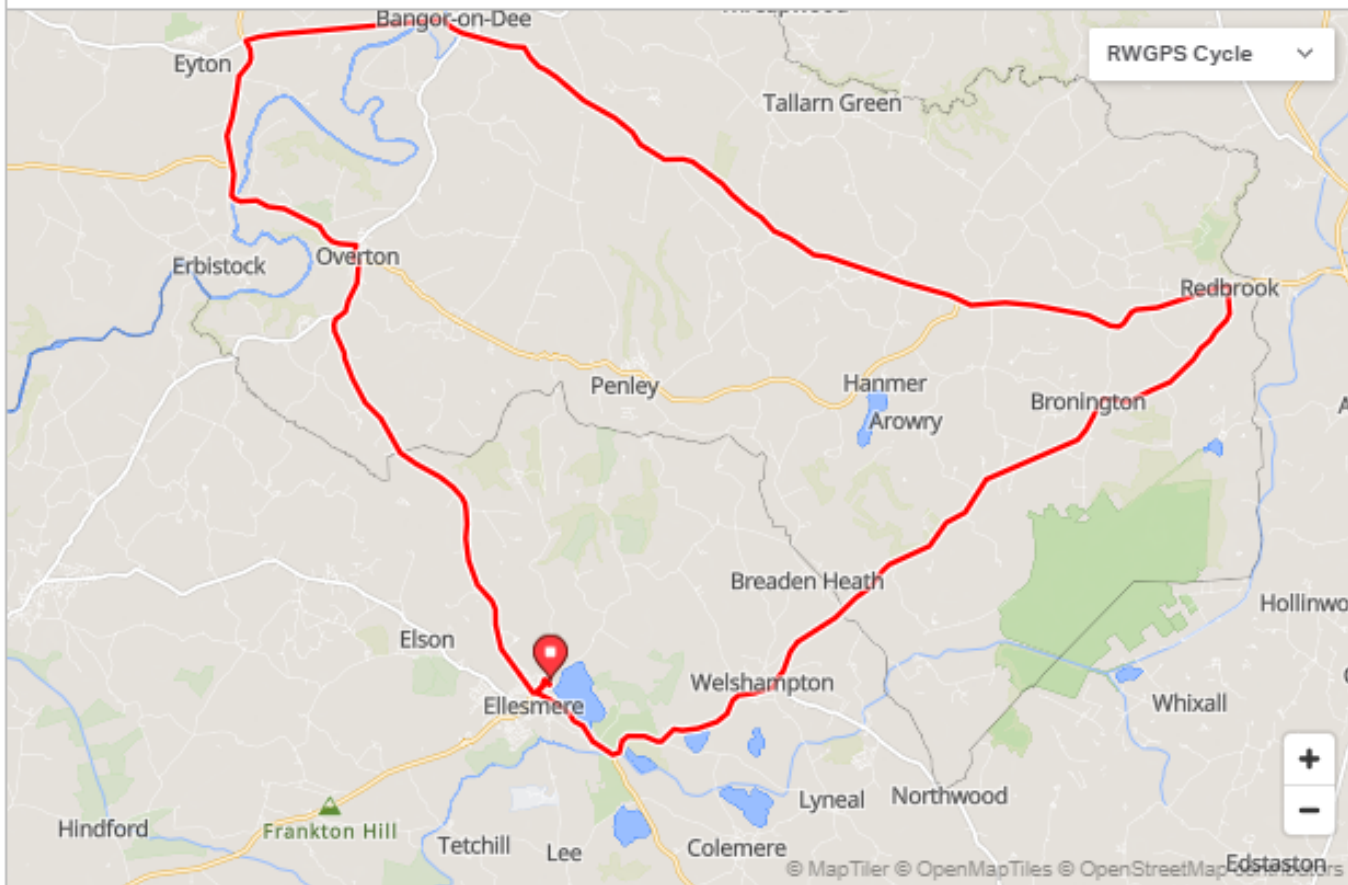 Bangor-on-Dee
Eyton
RWGPS Cycle
Tallarn Green
Overton
Erbistock
Redbrook
Penley
Hanmer
Bronington
Arowry
Breaden Heath
Hollinwo
Elson
Welshampton
Ellesmere
Whixall
+
−
Northwood
Lyneal
Hindford
Frankton Hill
Tetchill
Lee
Colemere
Edstaston
© MapTiler © OpenMapTiles © OpenStreetMap contributors